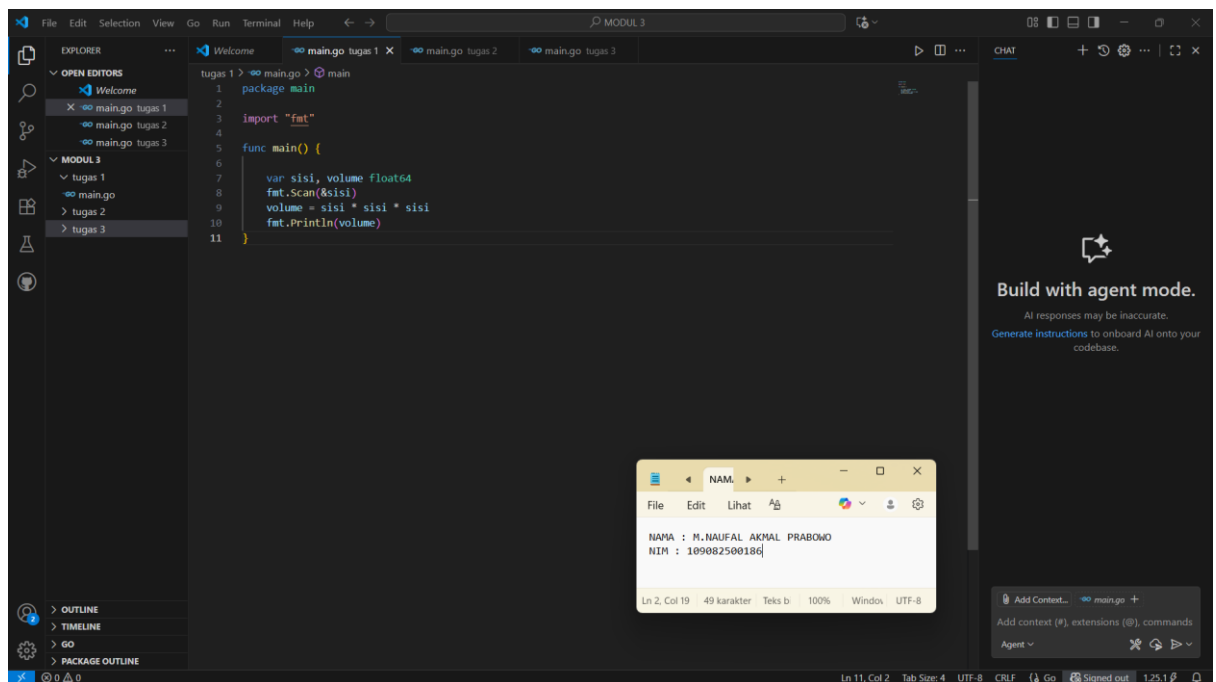 File Edit Selection View Go Run Terminal Help
MODUL 3
EXPLORER
OPEN EDITORS
Welcome
main.go tugas 1
main.go tugas 2
main.go tugas 3
MODUL 3
tugas 1
main.go
tugas 2
tugas 3
OUTLINE
TIMELINE
GO
PACKAGE OUTLINE
Welcome main.go tugas 1 main.go tugas 2 main.go tugas 3
tugas 1 > main.go > main
1 package main
2
3 import "fmt"
4
5 func main() {
6
7 var sisi, volume float64
8 fmt.Scan(&sisi)
9 volume = sisi * sisi * sisi
10 fmt.Println(volume)
11 }
NAM
File Edit Lihat
NAMA : M.NAUFAL AKMAL PRABOWO
NIM : 109082500186
Ln 2, Col 19 49 karakter Teks b 100% Windov UTF-8
CHAT
Build with agent mode.
AI responses may be inaccurate.
Generate instructions to onboard AI onto your
codebase.
Add Context... main.go +
Add context (#), extensions (@), commands
Agent
0 0 Ln 11, Col 2 Tab Size: 4 UTF-8 CRLF Go Signed out 1.25.1